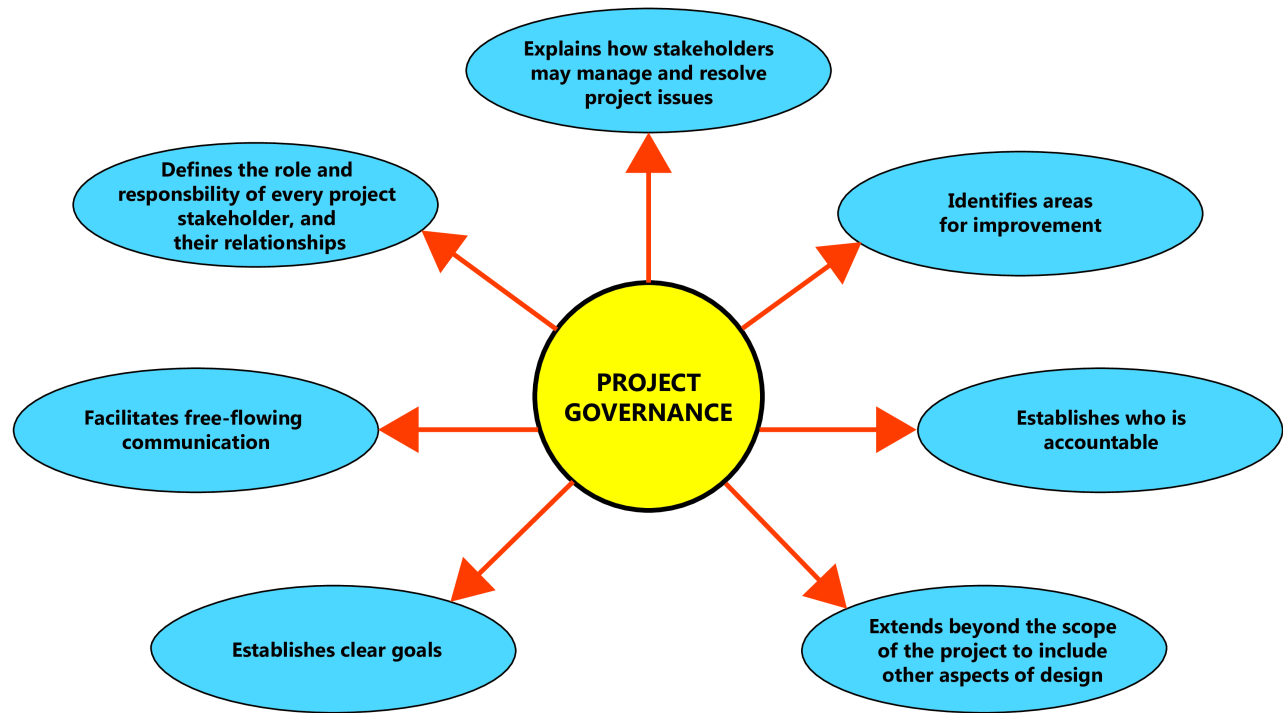 Explains how stakeholders
may manage and resolve
project issues
Defines the role and
responsbility of every project
stakeholder, and
their relationships
Identifies areas
for improvement
PROJECT
GOVERNANCE
Facilitates free-flowing
communication
Establishes who is
accountable
Establishes clear goals
Extends beyond the scope
of the project to include
other aspects of design